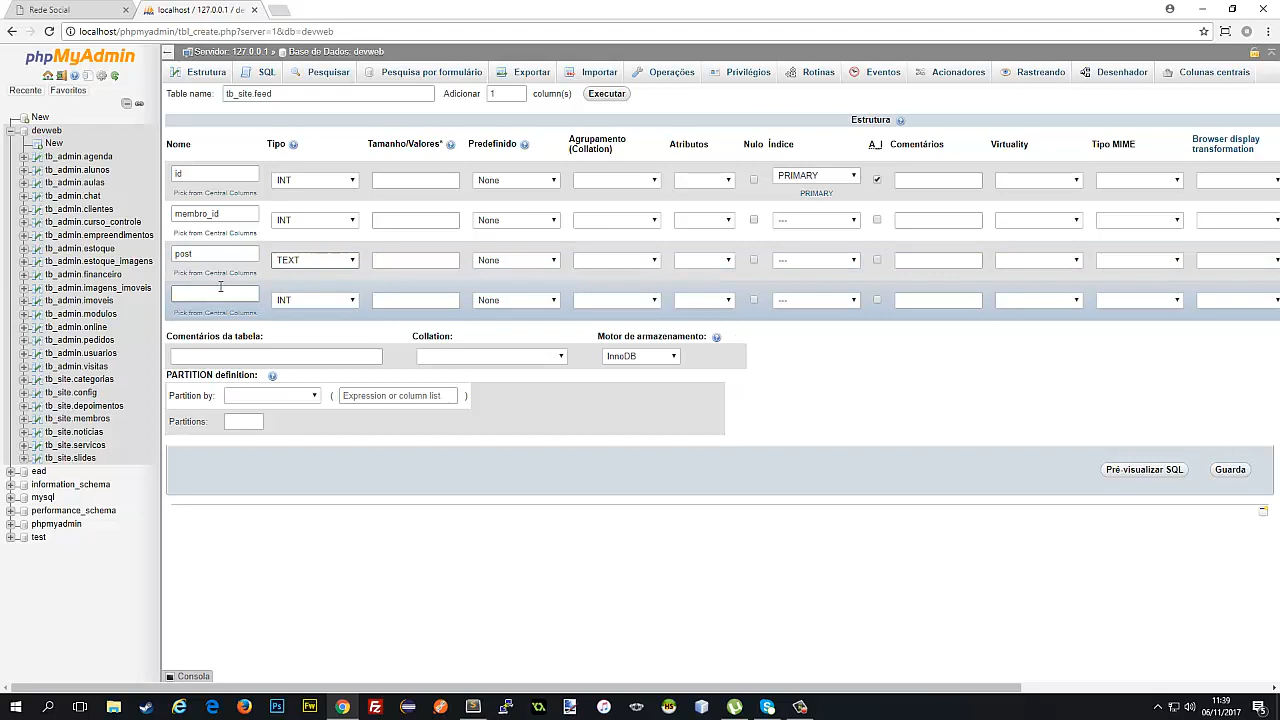 Rede Social
localhost / 127.0.0.1 / de
localhost/phpmyadmin/tbl_create.php?server=1&db=devweb
phpMyAdmin
Recente Favoritos
New
devweb
New
tb_admin.agenda
tb_admin.alunos
tb_admin.aulas
tb_admin.chat
tb_admin.clientes
tb_admin.curso_controle
tb_admin.empreendimentos
tb_admin.estoque
tb_admin.estoque_imagens
tb_admin.financeiro
tb_admin.imagens_imoveis
tb_admin.imoveis
tb_admin.modulos
tb_admin.online
tb_admin.pedidos
tb_admin.usuarios
tb_admin.visitas
tb_site.categorias
tb_site.config
tb_site.depoimentos
tb_site.membros
tb_site.noticias
tb_site.servicos
tb_site.slides
ead
information_schema
mysql
performance_schema
phpmyadmin
test
Servidor: 127.0.0.1 » Base de Dados: devweb
Estrutura SQL Pesquisar Pesquisa por formulário Exportar Importar Operações Privilégios Rotinas Eventos Acionadores Rastreando Desenhador Colunas centrais
Table name: tb_site.feed Adicionar 1 column(s) Executar
Estrutura
Nome Tipo Tamanho/Valores* Predefinido Agrupamento (Collation) Atributos Nulo Índice A_I Comentários Virtuality Tipo MIME Browser display transformation
id INT None PRIMARY
Pick from Central Columns PRIMARY
membro_id INT None ---
Pick from Central Columns
post TEXT None ---
Pick from Central Columns
INT None ---
Pick from Central Columns
Comentários da tabela: Collation: Motor de armazenamento:
InnoDB
PARTITION definition:
Partition by: ( Expression or column list )
Partitions:
Pré-visualizar SQL Guarda
Consola
11:39
06/11/2017